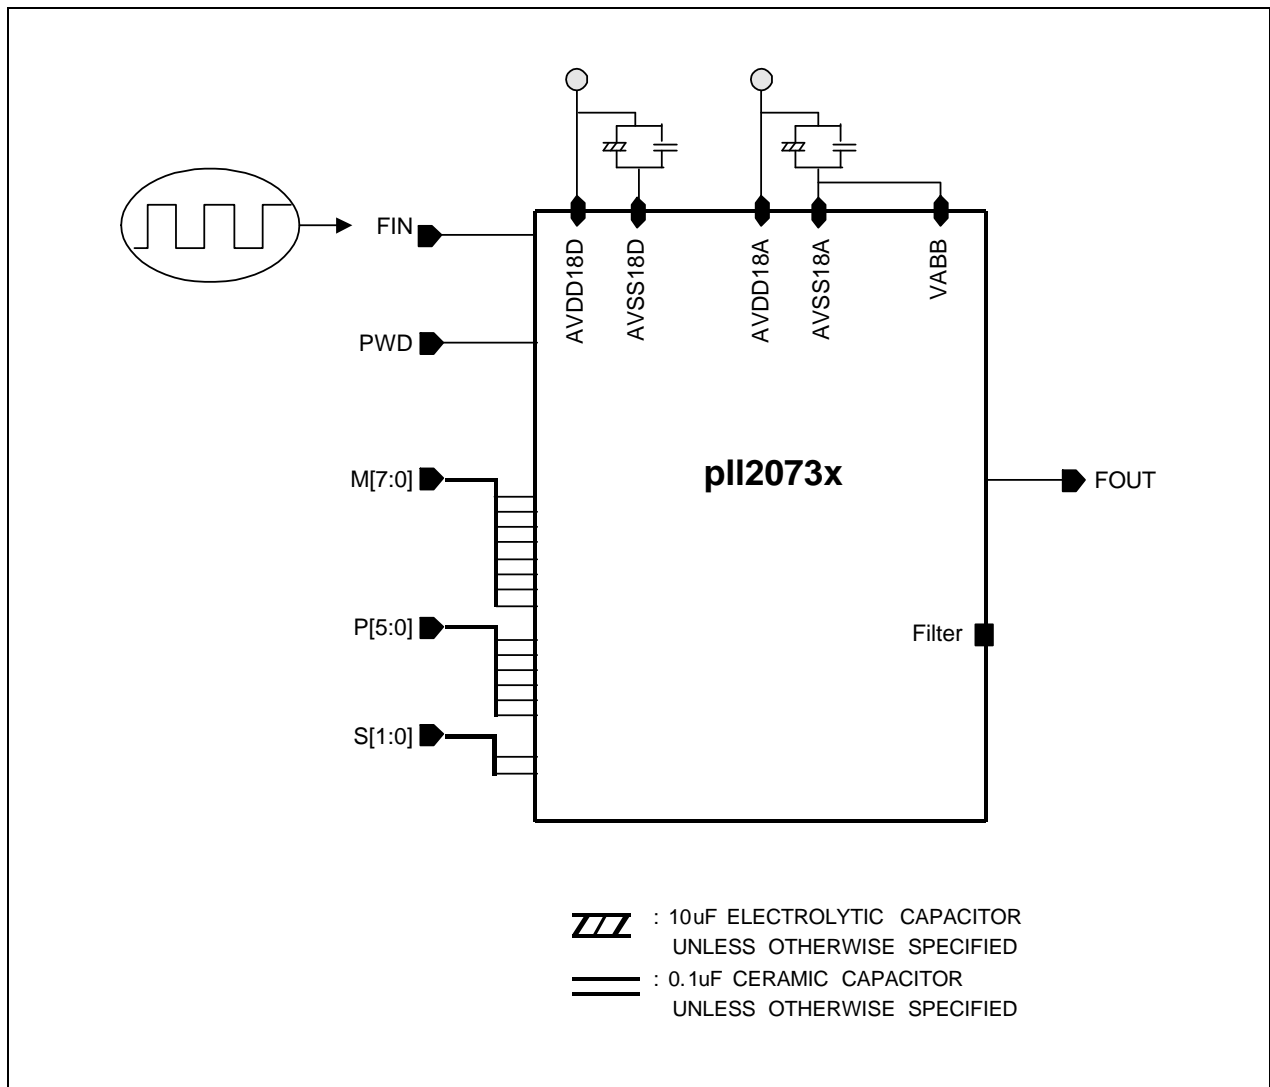 FIN
AVDD18D
AVSS18D
AVDD18A
AVSS18A
VABB
PWD
M[7:0]
pll2073x
FOUT
P[5:0]
Filter
S[1:0]
: 10uF ELECTROLYTIC CAPACITOR
UNLESS OTHERWISE SPECIFIED
: 0.1uF CERAMIC CAPACITOR
UNLESS OTHERWISE SPECIFIED